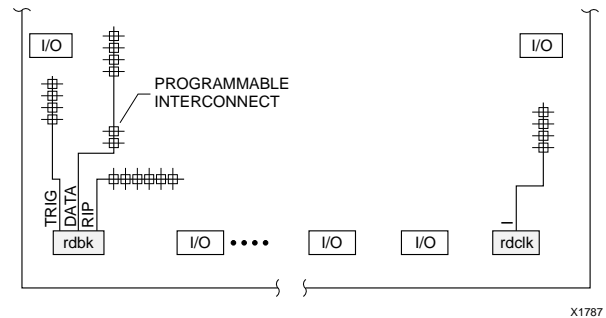 I/O
I/O
PROGRAMMABLE
INTERCONNECT
TRIG
DATA
RIP
I
rdbk
I/O
I/O
I/O
rdclk
X1787